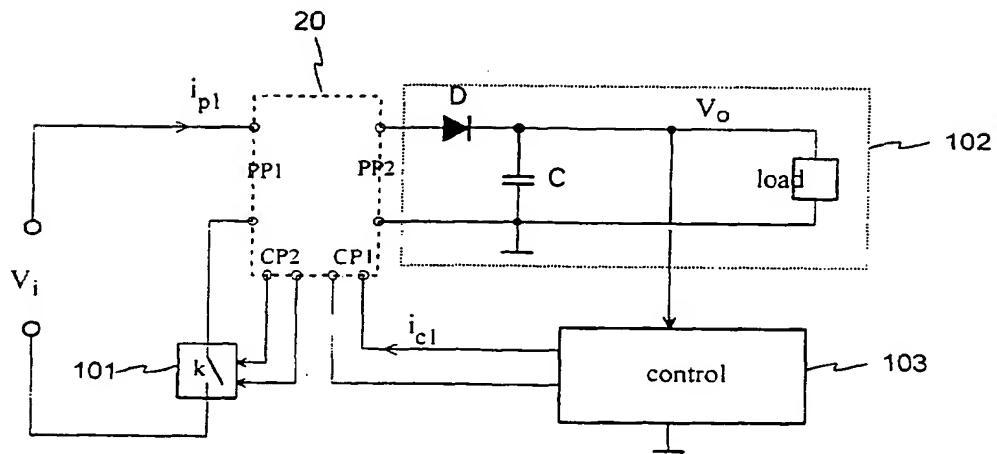 20
i_p1
D
V_o
102
PP1
PP2
C
load
CP2
CP1
V_i
i_c1
101
k
control
103